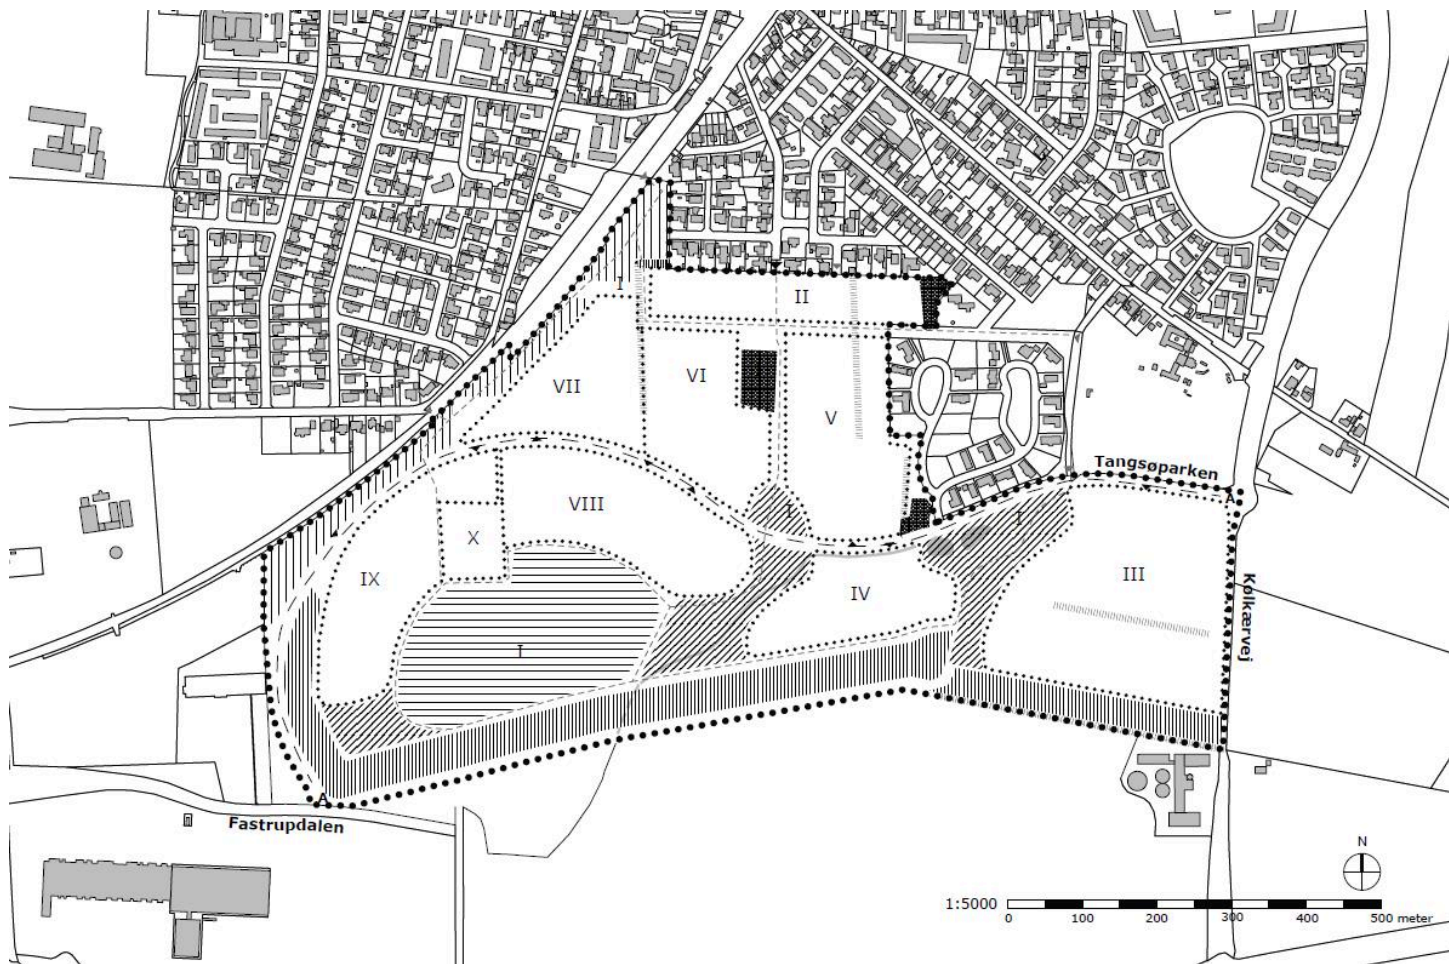 I
II
VII
VI
V
Tangsøparken
A
VIII
I
I
X
IX
IV
III
Kølkærvej
I
A
Fastrupdalen
N
1:5000
0 100 200 300 400 500 meter